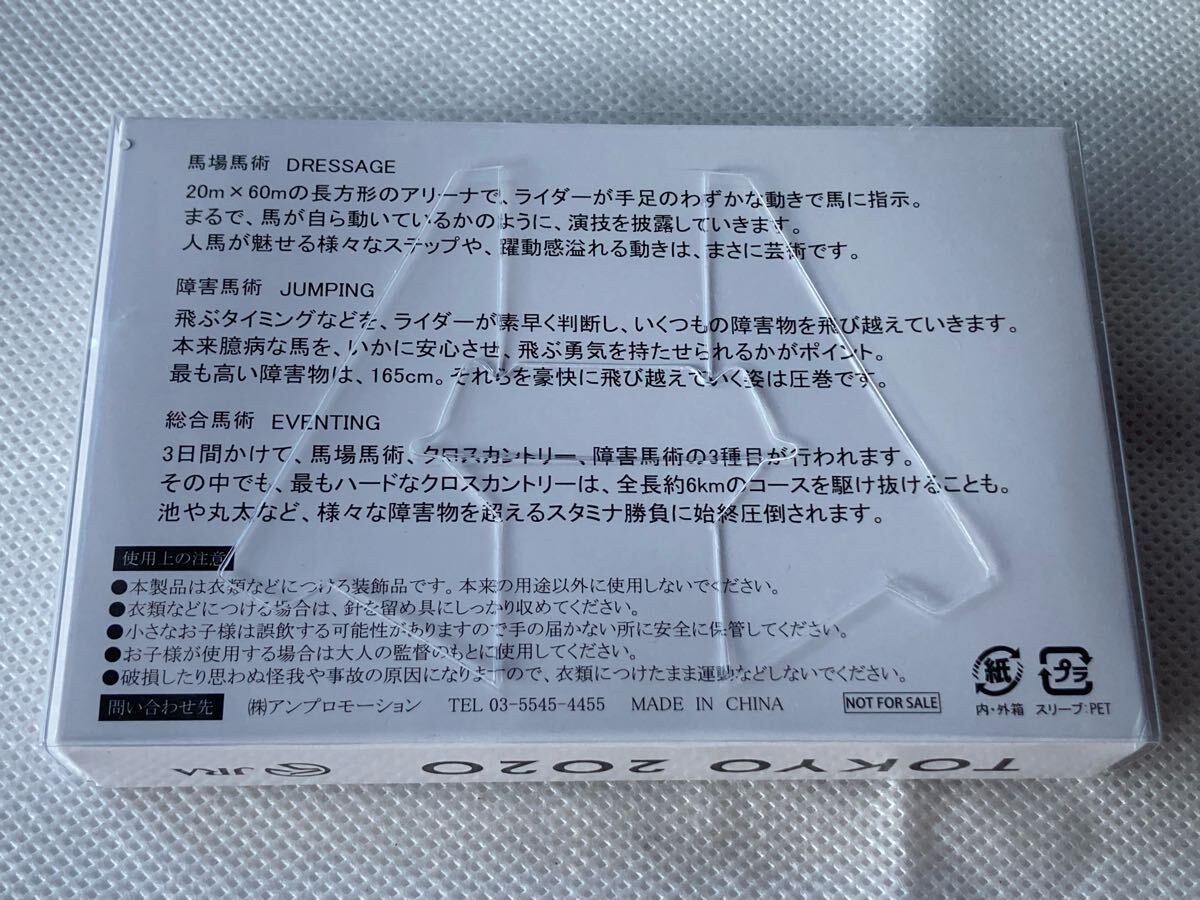 馬場馬術 DRESSAGE
20m×60mの長方形のアリーナで、ライダーが手足のわずかな動きで馬に指示。
まるで、馬が自ら動いているかのように、演技を披露していきます。
人馬が魅せる様々なステップや、躍動感溢れる動きは、まさに芸術です。
障害馬術 JUMPING
飛ぶタイミングなどを、ライダーが素早く判断し、いくつもの障害物を飛び越えていきます。
本来臆病な馬を、いかに安心させ、飛ぶ勇気を持たせられるかがポイント。
最も高い障害物は、165cm。それらを豪快に飛び越えていく姿は圧巻です。
総合馬術 EVENTING
3日間かけて、馬場馬術、クロスカントリー、障害馬術の3種目が行われます。
その中でも、最もハードなクロスカントリーは、全長約6kmのコースを駆け抜けることも。
池や丸太など、様々な障害物を超えるスタミナ勝負に始終圧倒されます。
使用上の注意
●本製品は衣類などにつける装飾品です。本来の用途以外に使用しないでください。
●衣類などにつける場合は、針を留め具にしっかり収めてください。
●小さなお子様は誤飲する可能性がありますので手の届かない所に安全に保管してください。
●お子様が使用する場合は大人の監督のもとに使用してください。
●破損したり思わぬ怪我や事故の原因になりますので、衣類につけたまま運動などしないでください。
問い合わせ先 ㈱アンプロモーション TEL 03-5545-4455 MADE IN CHINA NOT FOR SALE
紙 プラ
内・外箱 スリーブ:PET
TOKYO 2020 JRA